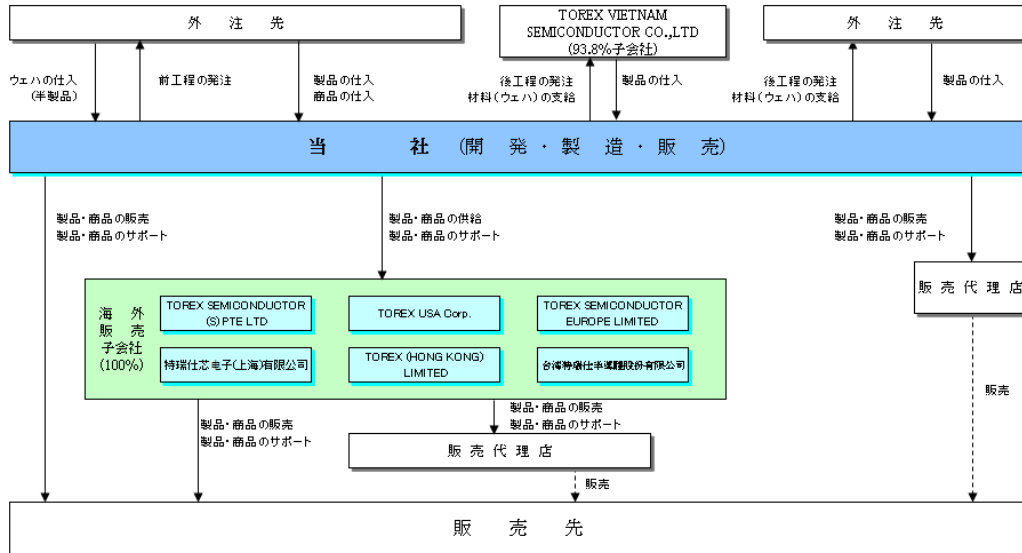 外 注 先
TOREX VIETNAM
SEMICONDUCTOR CO.,LTD
(93.8%子会社)
外 注 先
ウェハの仕入
(半製品)
前工程の発注
製品の仕入
商品の仕入
後工程の発注
材料(ウェハ)の支給
製品の仕入
後工程の発注
材料(ウェハ)の支給
製品の仕入
当 社 (開 発 ・ 製 造 ・ 販 売)
製品・商品の販売
製品・商品のサポート
製品・商品の供給
製品・商品のサポート
製品・商品の販売
製品・商品のサポート
販 売 代 理 店
海 外
販 売
子会社
(100%)
TOREX SEMICONDUCTOR
(S)PTE LTD
TOREX USA Corp.
TOREX SEMICONDUCTOR
EUROPE LIMITED
特瑞仕芯电子(上海)有限公司
TOREX (HONG KONG)
LIMITED
台湾特瑞仕半導體股份有限公司
販売
製品・商品の販売
製品・商品のサポート
製品・商品の販売
製品・商品のサポート
販 売 代 理 店
販売
販 売 先